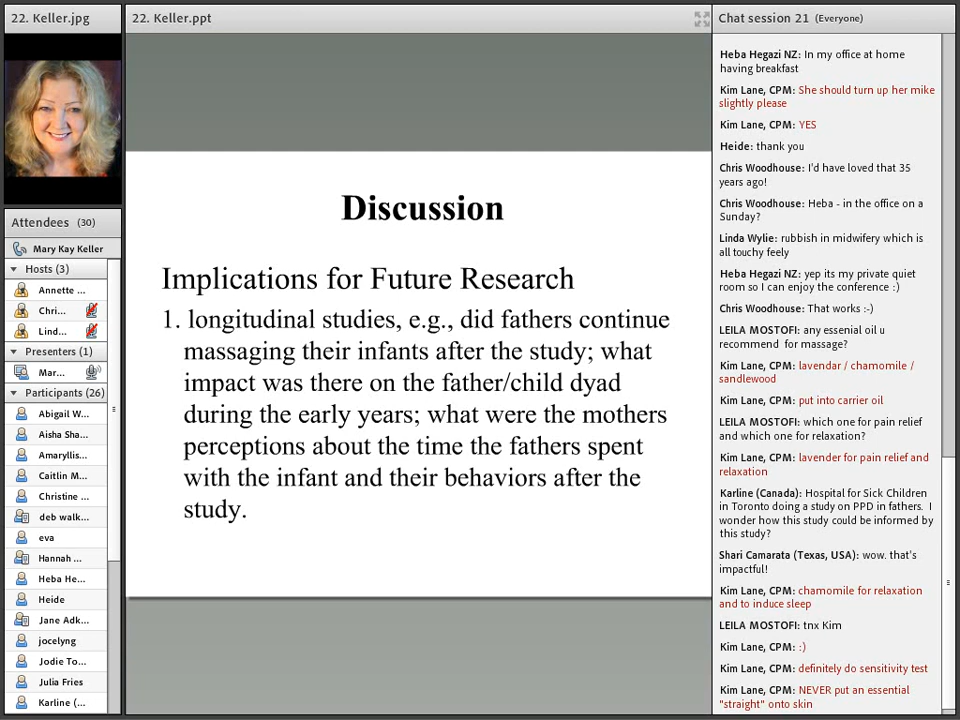 22. Keller.jpg
Attendees (30)
Mary Kay Keller
Hosts (3)
Annette ...
Chri...
Lind...
Presenters (1)
Mar...
Participants (26)
Abigail W...
Aisha Sha...
Amaryllis...
Caitlin M...
Christine ...
deb walk...
eva
Hannah ...
Heba He...
Heide
Jane Adk...
jocelyng
Jodie To...
Julia Fries
Karline (...
22. Keller.ppt
Discussion
Implications for Future Research
1. longitudinal studies, e.g., did fathers continue
massaging their infants after the study; what
impact was there on the father/child dyad
during the early years; what were the mothers
perceptions about the time the fathers spent
with the infant and their behaviors after the
study.
Chat session 21 (Everyone)
Heba Hegazi NZ: In my office at home
having breakfast
Kim Lane, CPM: She should turn up her mike
slightly please
Kim Lane, CPM: YES
Heide: thank you
Chris Woodhouse: I'd have loved that 35
years ago!
Chris Woodhouse: Heba - in the office on a
Sunday?
Linda Wylie: rubbish in midwifery which is
all touchy feely
Heba Hegazi NZ: yep its my private quiet
room so I can enjoy the conference :)
Chris Woodhouse: That works :-)
LEILA MOSTOFI: any essenial oil u
recommend for massage?
Kim Lane, CPM: lavendar / chamomile /
sandlewood
Kim Lane, CPM: put into carrier oil
LEILA MOSTOFI: which one for pain relief
and which one for relaxation?
Kim Lane, CPM: lavender for pain relief and
relaxation
Karline (Canada): Hospital for Sick Children
in Toronto doing a study on PPD in fathers. I
wonder how this study could be informed by
this study?
Shari Camarata (Texas, USA): wow. that's
impactful!
Kim Lane, CPM: chamomile for relaxation
and to induce sleep
LEILA MOSTOFI: tnx Kim
Kim Lane, CPM: :)
Kim Lane, CPM: definitely do sensitivity test
Kim Lane, CPM: NEVER put an essential
"straight" onto skin